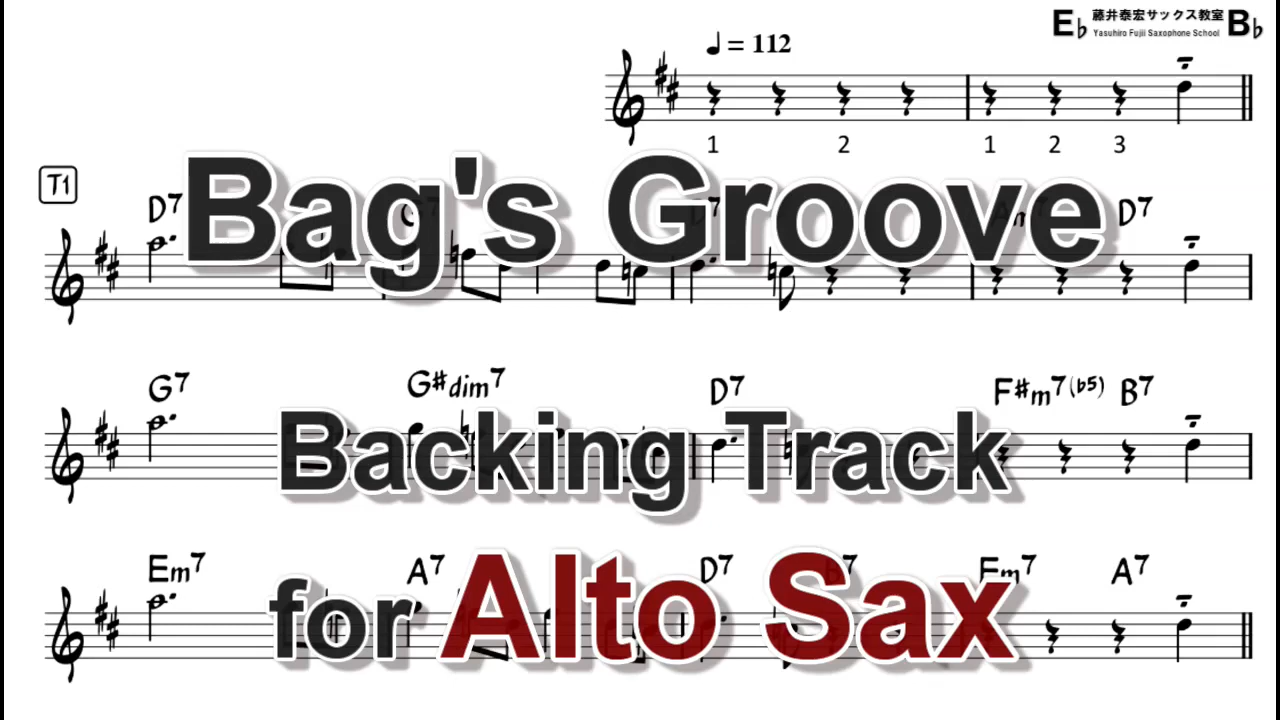 E♭ 藤井泰宏サックス教室 B♭
Yasuhiro Fujii Saxophone School
♩ = 112
1 2 1 2 3
T1
D7 D7 D7
Bag's Groove
G7 G#dim7 D7 F#m7(♭5) B7
Backing Track
Em7 A7 D7 Em7 A7
for Alto Sax